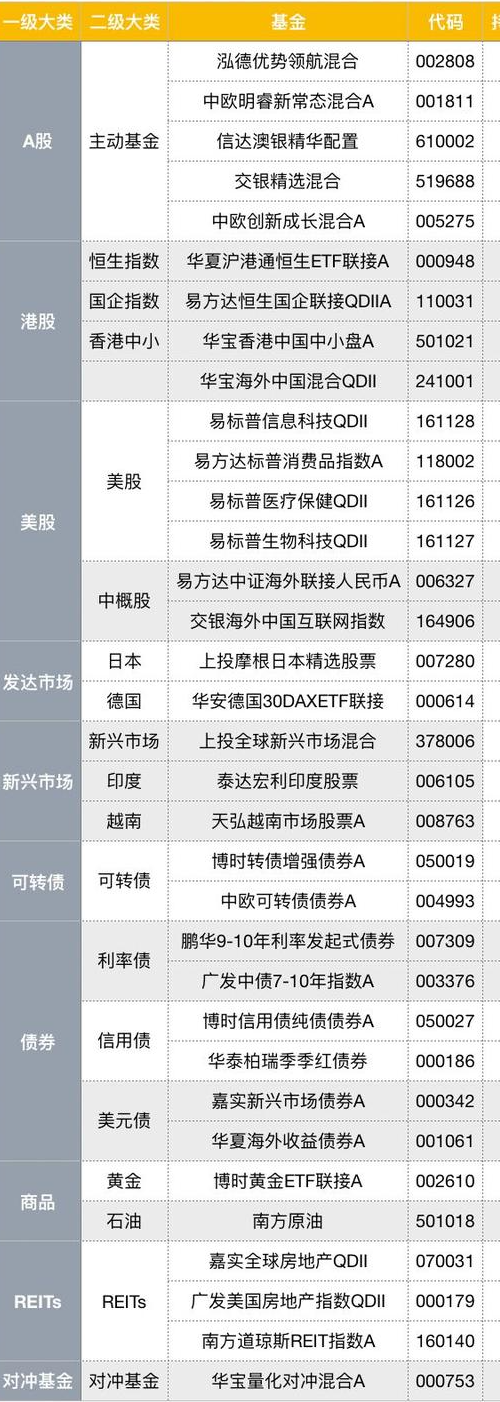 一级大类 二级大类 基金 代码
A股 主动基金 泓德优势领航混合 002808
中欧明睿新常态混合A 001811
信达澳银精华配置 610002
交银精选混合 519688
中欧创新成长混合A 005275
港股 恒生指数 华夏沪港通恒生ETF联接A 000948
国企指数 易方达恒生国企联接QDIIA 110031
香港中小 华宝香港中国中小盘A 501021
华宝海外中国混合QDII 241001
美股 美股 易标普信息科技QDII 161128
易方达标普消费品指数A 118002
易标普医疗保健QDII 161126
易标普生物科技QDII 161127
中概股 易方达中证海外联接人民币A 006327
交银海外中国互联网指数 164906
发达市场 日本 上投摩根日本精选股票 007280
德国 华安德国30DAXETF联接 000614
新兴市场 新兴市场 上投全球新兴市场混合 378006
印度 泰达宏利印度股票 006105
越南 天弘越南市场股票A 008763
可转债 可转债 博时转债增强债券A 050019
中欧可转债债券A 004993
债券 利率债 鹏华9-10年利率发起式债券 007309
广发中债7-10年指数A 003376
信用债 博时信用债纯债债券A 050027
华泰柏瑞季季红债券 000186
美元债 嘉实新兴市场债券A 000342
华夏海外收益债券A 001061
商品 黄金 博时黄金ETF联接A 002610
石油 南方原油 501018
REITs REITs 嘉实全球房地产QDII 070031
广发美国房地产指数QDII 000179
南方道琼斯REIT指数A 160140
对冲基金 对冲基金 华宝量化对冲混合A 000753